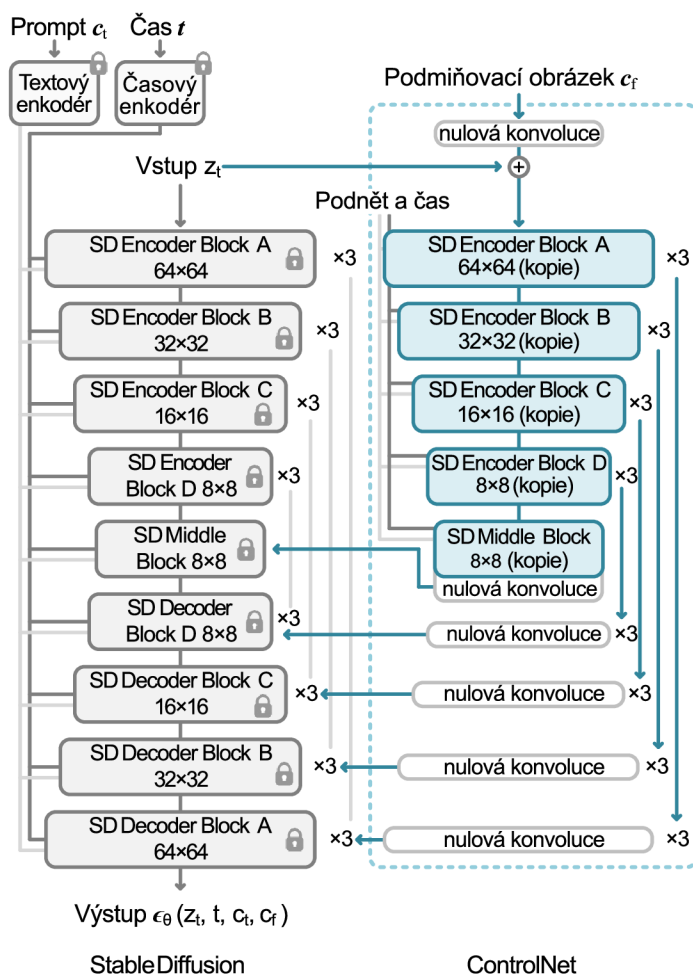 Prompt cₜ
Čas t
Textový
enkodér
Časový
enkodér
Podmiňovací obrázek c_f
nulová konvoluce
Vstup zₜ
+
Podnět a čas
SD Encoder Block A
64×64
×3
SD Encoder Block A
64×64 (kopie)
×3
SD Encoder Block B
32×32
×3
SD Encoder Block B
32×32 (kopie)
×3
SD Encoder Block C
16×16
×3
SD Encoder Block C
16×16 (kopie)
×3
SD Encoder
Block D 8×8
×3
SD Encoder Block D
8×8 (kopie)
×3
SD Middle
Block 8×8
SD Middle Block
8×8 (kopie)
nulová konvoluce
SD Decoder
Block D 8×8
×3
nulová konvoluce
×3
SD Decoder Block C
16×16
×3
nulová konvoluce
×3
SD Decoder Block B
32×32
×3
nulová konvoluce
×3
SD Decoder Block A
64×64
×3
nulová konvoluce
×3
Výstup ϵ_θ (zₜ, t, cₜ, c_f)
Stable Diffusion
ControlNet